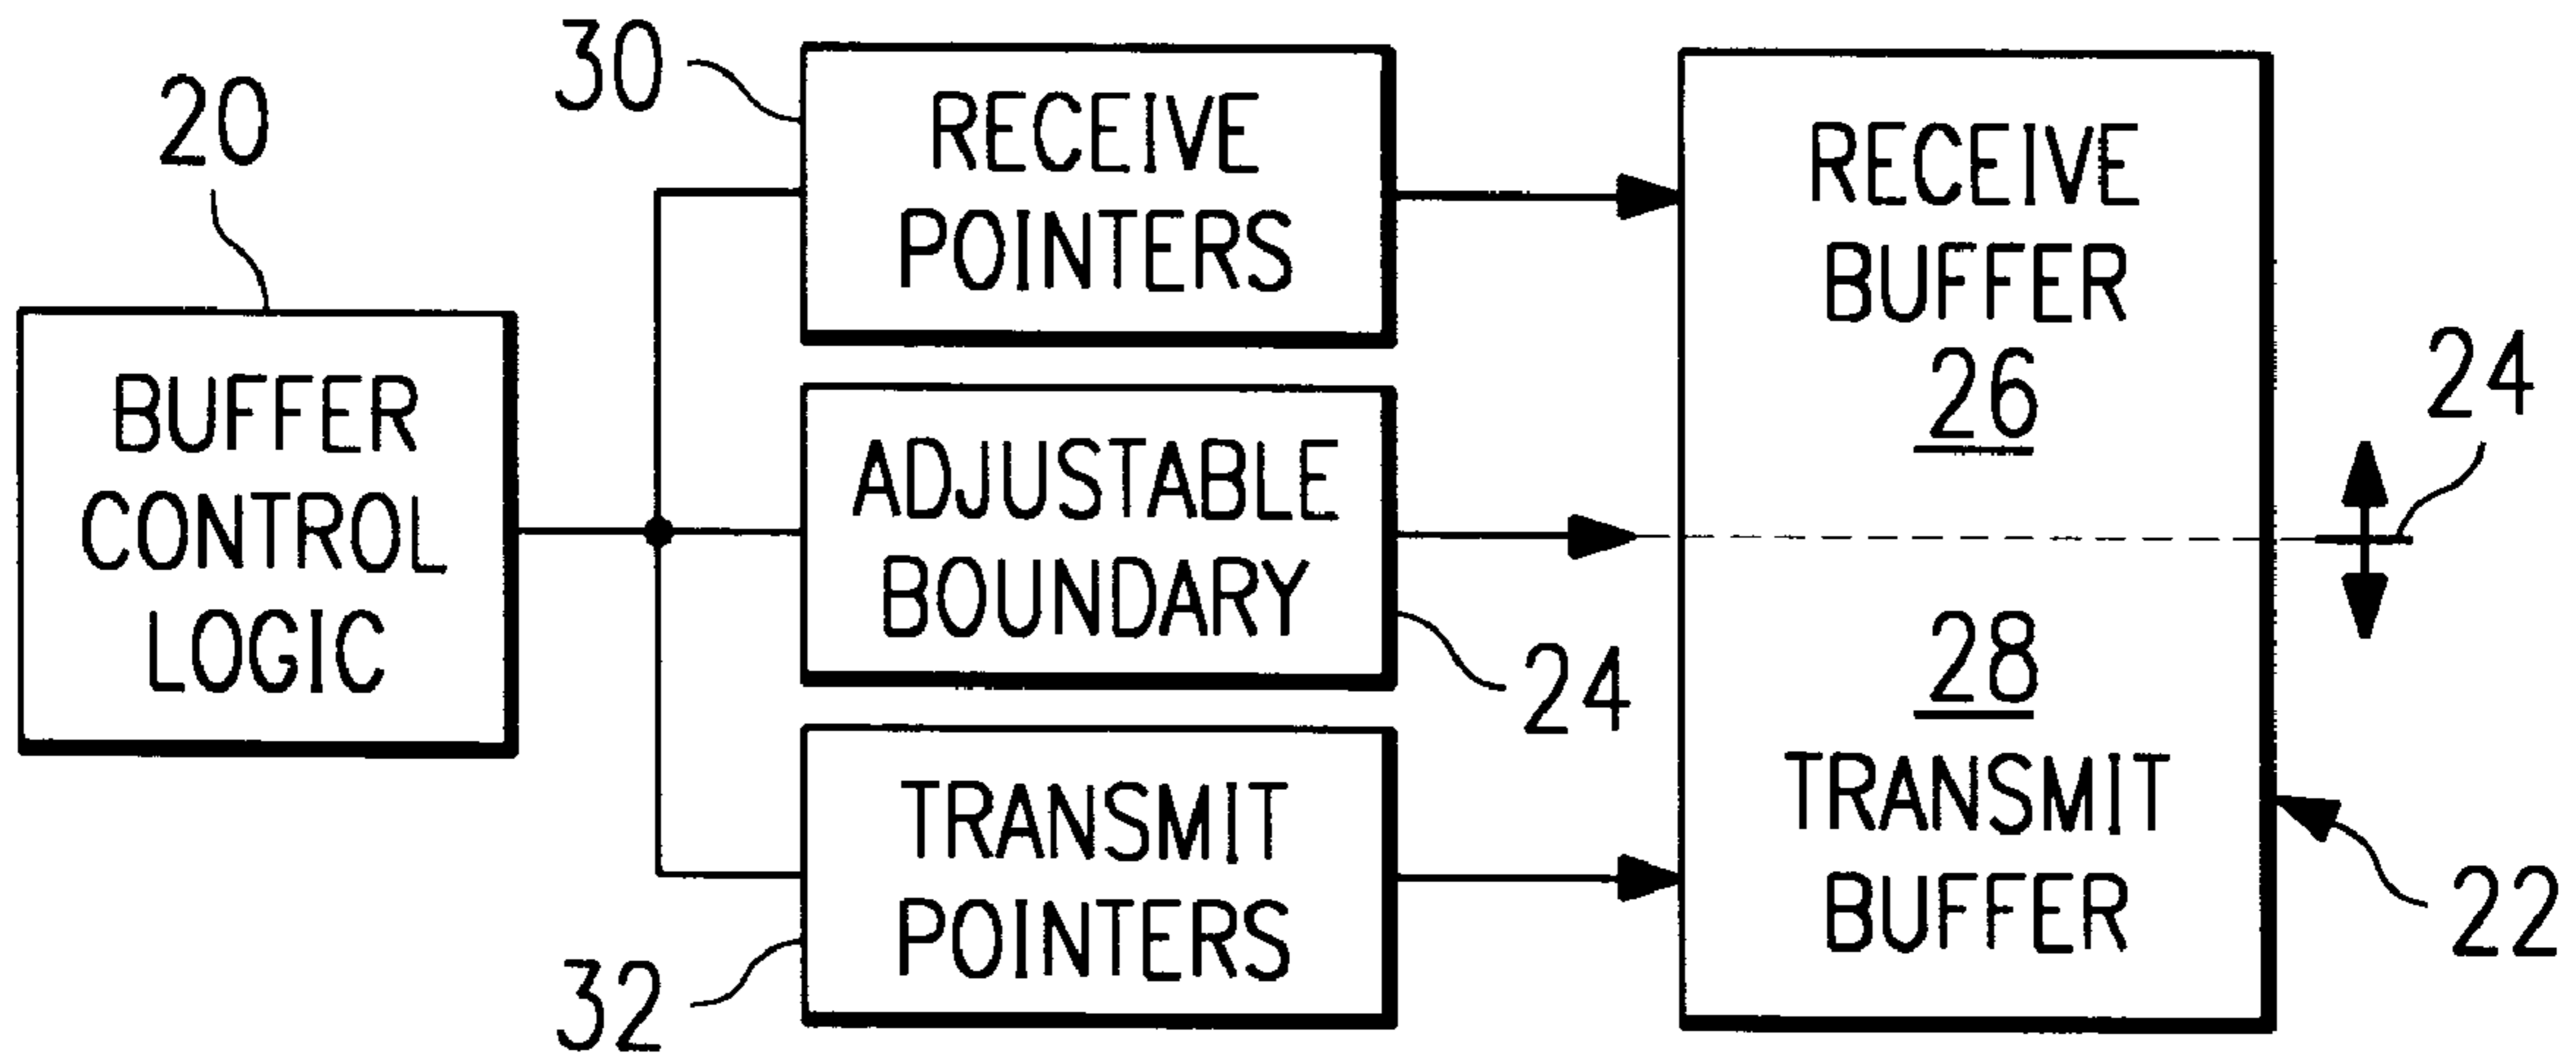 20
BUFFER
CONTROL
LOGIC
30
RECEIVE
POINTERS
ADJUSTABLE
BOUNDARY
24
TRANSMIT
POINTERS
32
RECEIVE
BUFFER
26
28
TRANSMIT
BUFFER
24
22